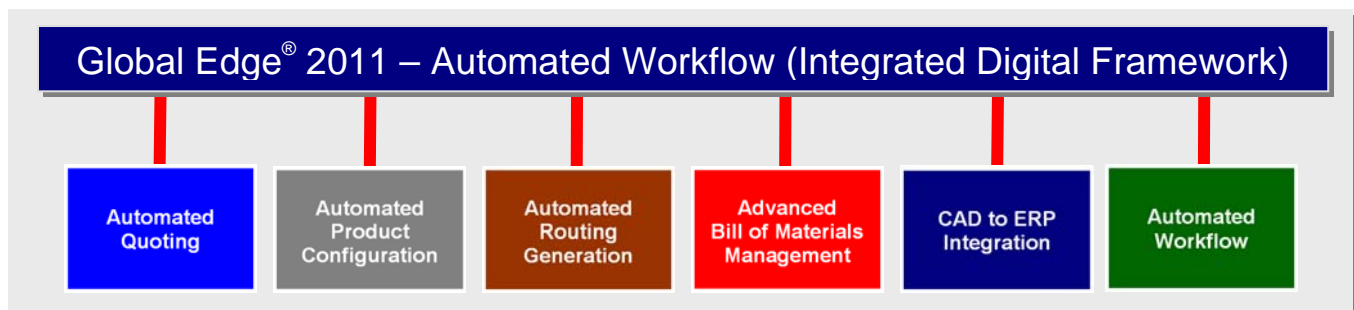 Global Edge® 2011 – Automated Workflow (Integrated Digital Framework)
Automated
Quoting
Automated
Product
Configuration
Automated
Routing
Generation
Advanced
Bill of Materials
Management
CAD to ERP
Integration
Automated
Workflow